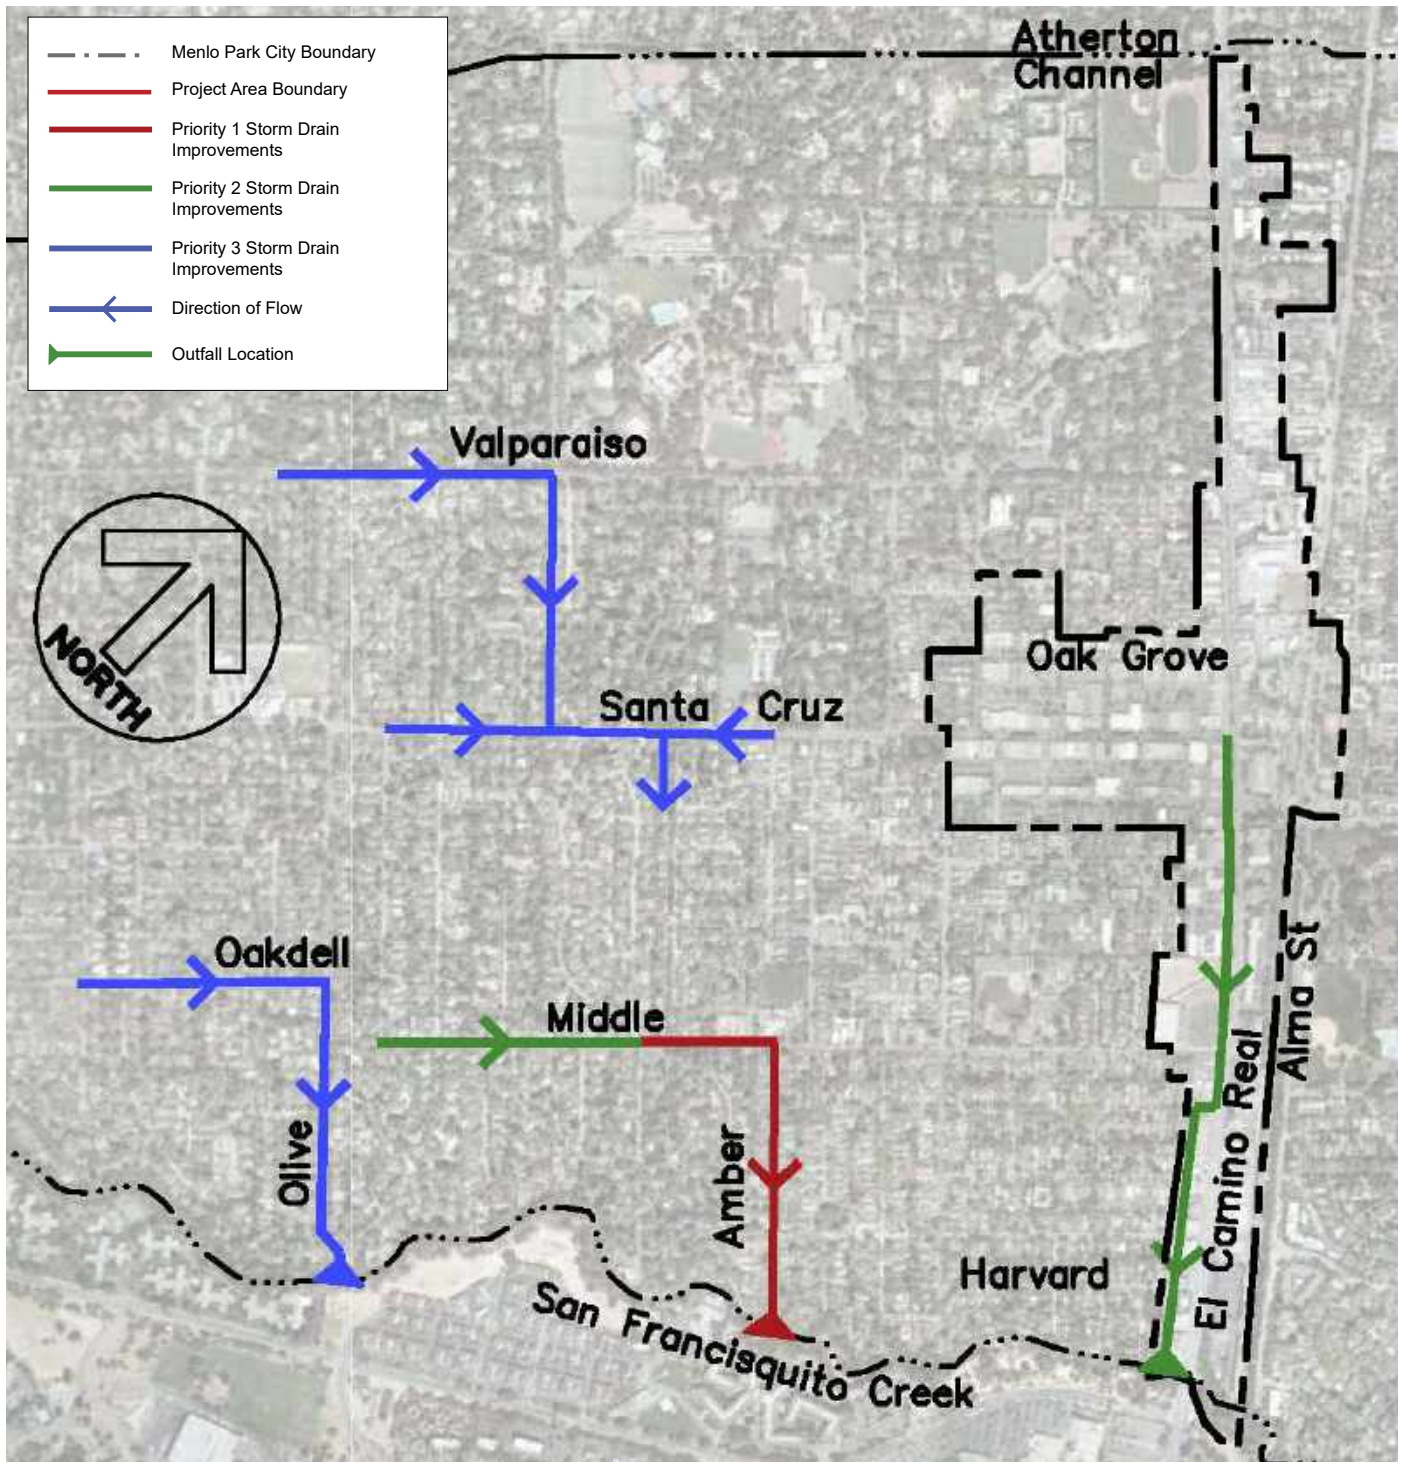 Menlo Park City Boundary
Project Area Boundary
Priority 1 Storm Drain
Improvements
Priority 2 Storm Drain
Improvements
Priority 3 Storm Drain
Improvements
Direction of Flow
Outfall Location
Atherton
Channel
Valparaiso
NORTH
Oak Grove
Santa Cruz
Oakdell
Middle
Alma St
El Camino Real
Olive
Amber
Harvard
San Francisquito Creek